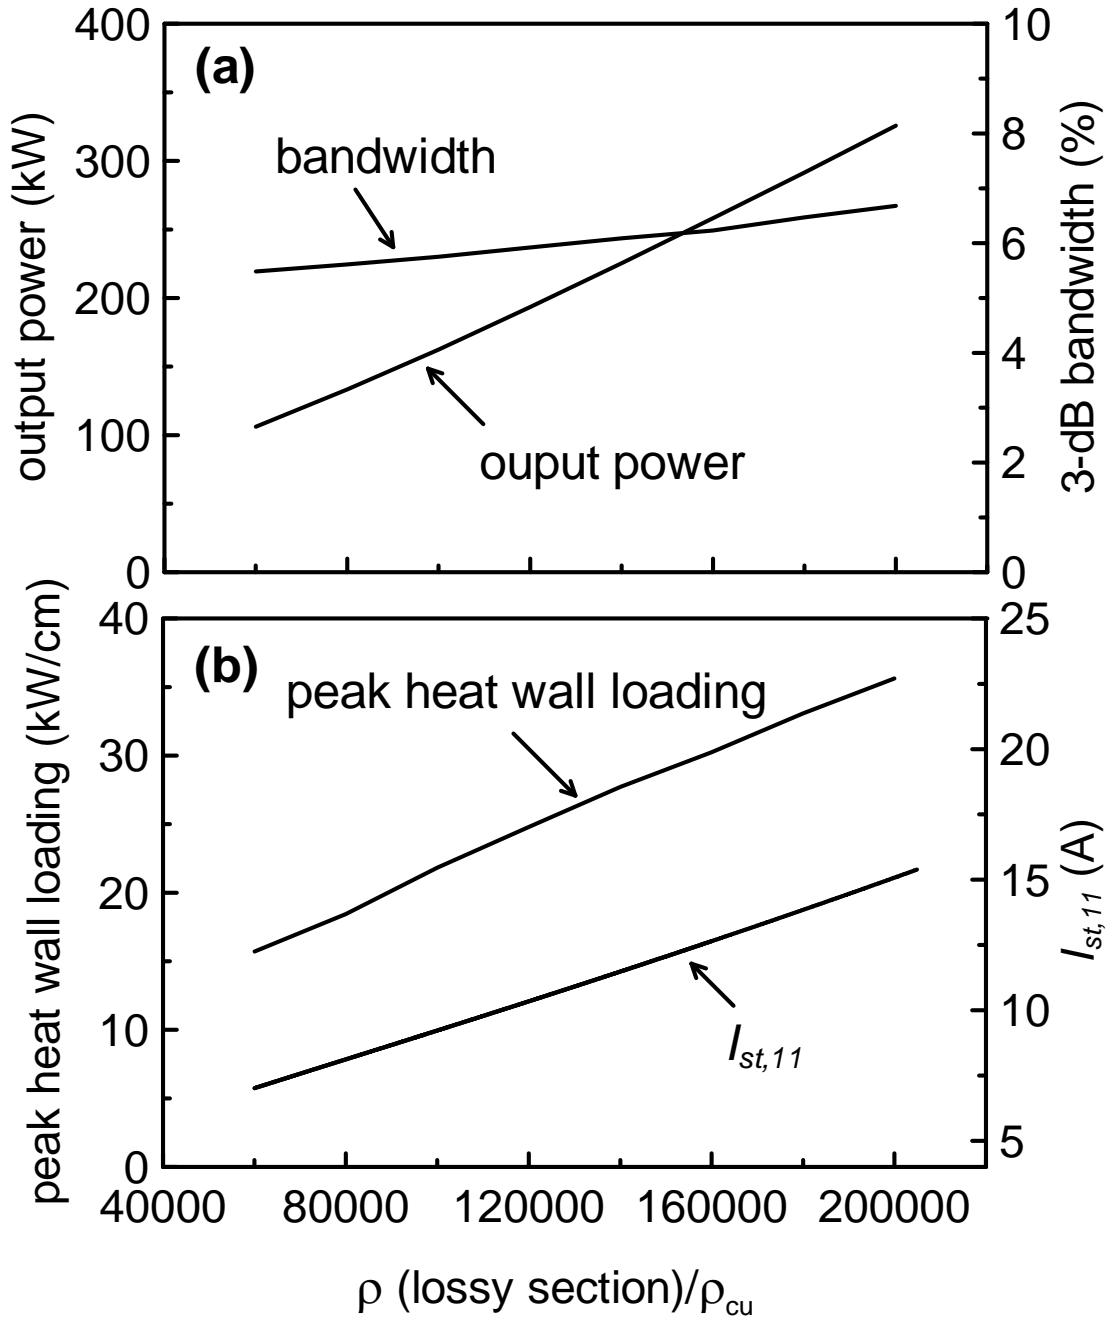 400
300
200
100
0
output power (kW)
(a)
bandwidth
ouput power
10
8
6
4
2
0
3-dB bandwidth (%)
40
30
20
10
0
peak heat wall loading (kW/cm)
(b)
peak heat wall loading
I st,11
25
20
15
10
5
I st,11 (A)
40000 80000 120000 160000 200000
ρ (lossy section)/ρcu